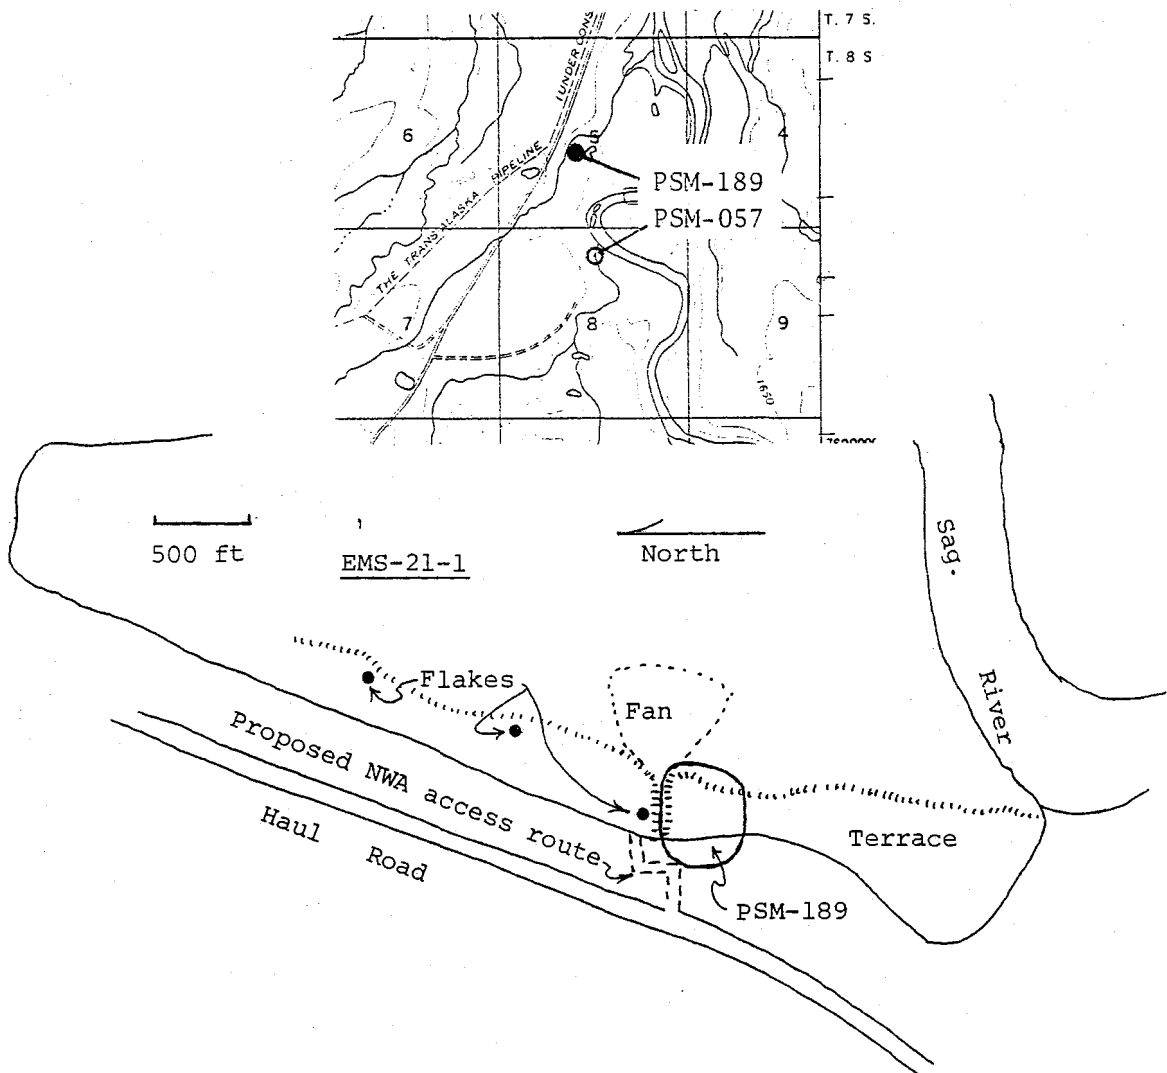 T. 7 S.
T. 8 S
(UNDER CONS
6
4
THE TRANS-ALASKA PIPELINE
PSM-189
PSM-057
7
8
9
1650
500 ft
EMS-21-1
North
Sag.
River
Flakes
Fan
Proposed NWA access route
Haul Road
Terrace
PSM-189